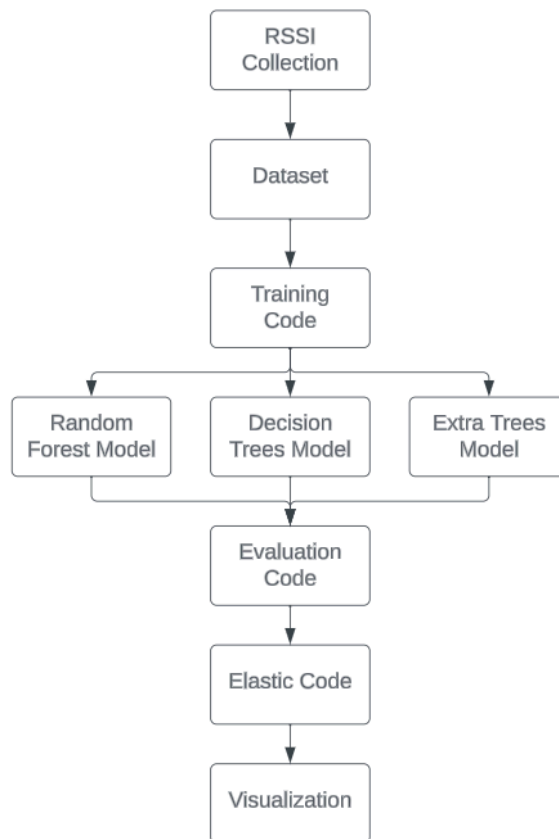 RSSI
Collection
Dataset
Training
Code
Random
Forest Model
Decision
Trees Model
Extra Trees
Model
Evaluation
Code
Elastic Code
Visualization